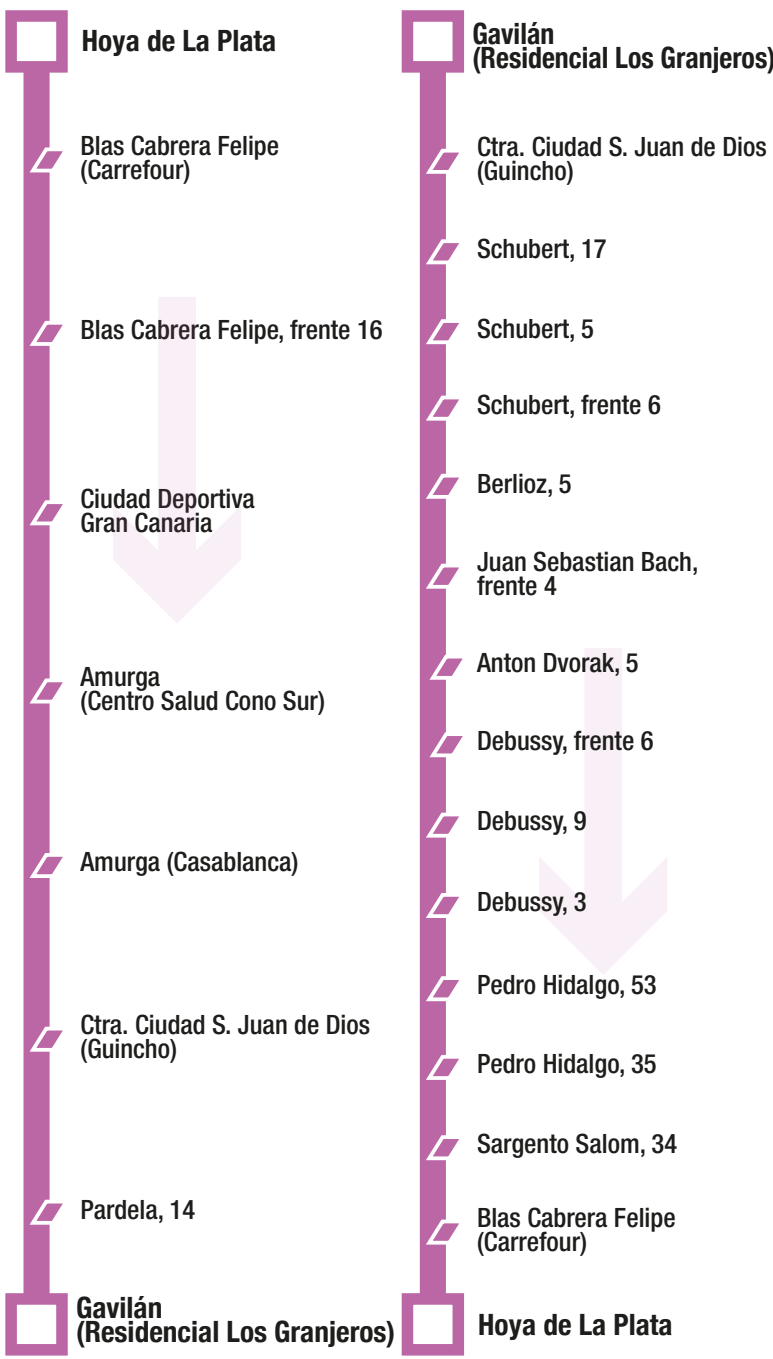 Hoya de La Plata
Blas Cabrera Felipe
(Carrefour)
Blas Cabrera Felipe, frente 16
Ciudad Deportiva
Gran Canaria
Amurga
(Centro Salud Cono Sur)
Amurga (Casablanca)
Ctra. Ciudad S. Juan de Dios
(Guincho)
Pardela, 14
Gavilán
(Residencial Los Granjeros)
Gavilán
(Residencial Los Granjeros)
Ctra. Ciudad S. Juan de Dios
(Guincho)
Schubert, 17
Schubert, 5
Schubert, frente 6
Berlioz, 5
Juan Sebastian Bach,
frente 4
Anton Dvorak, 5
Debussy, frente 6
Debussy, 9
Debussy, 3
Pedro Hidalgo, 53
Pedro Hidalgo, 35
Sargento Salom, 34
Blas Cabrera Felipe
(Carrefour)
Hoya de La Plata